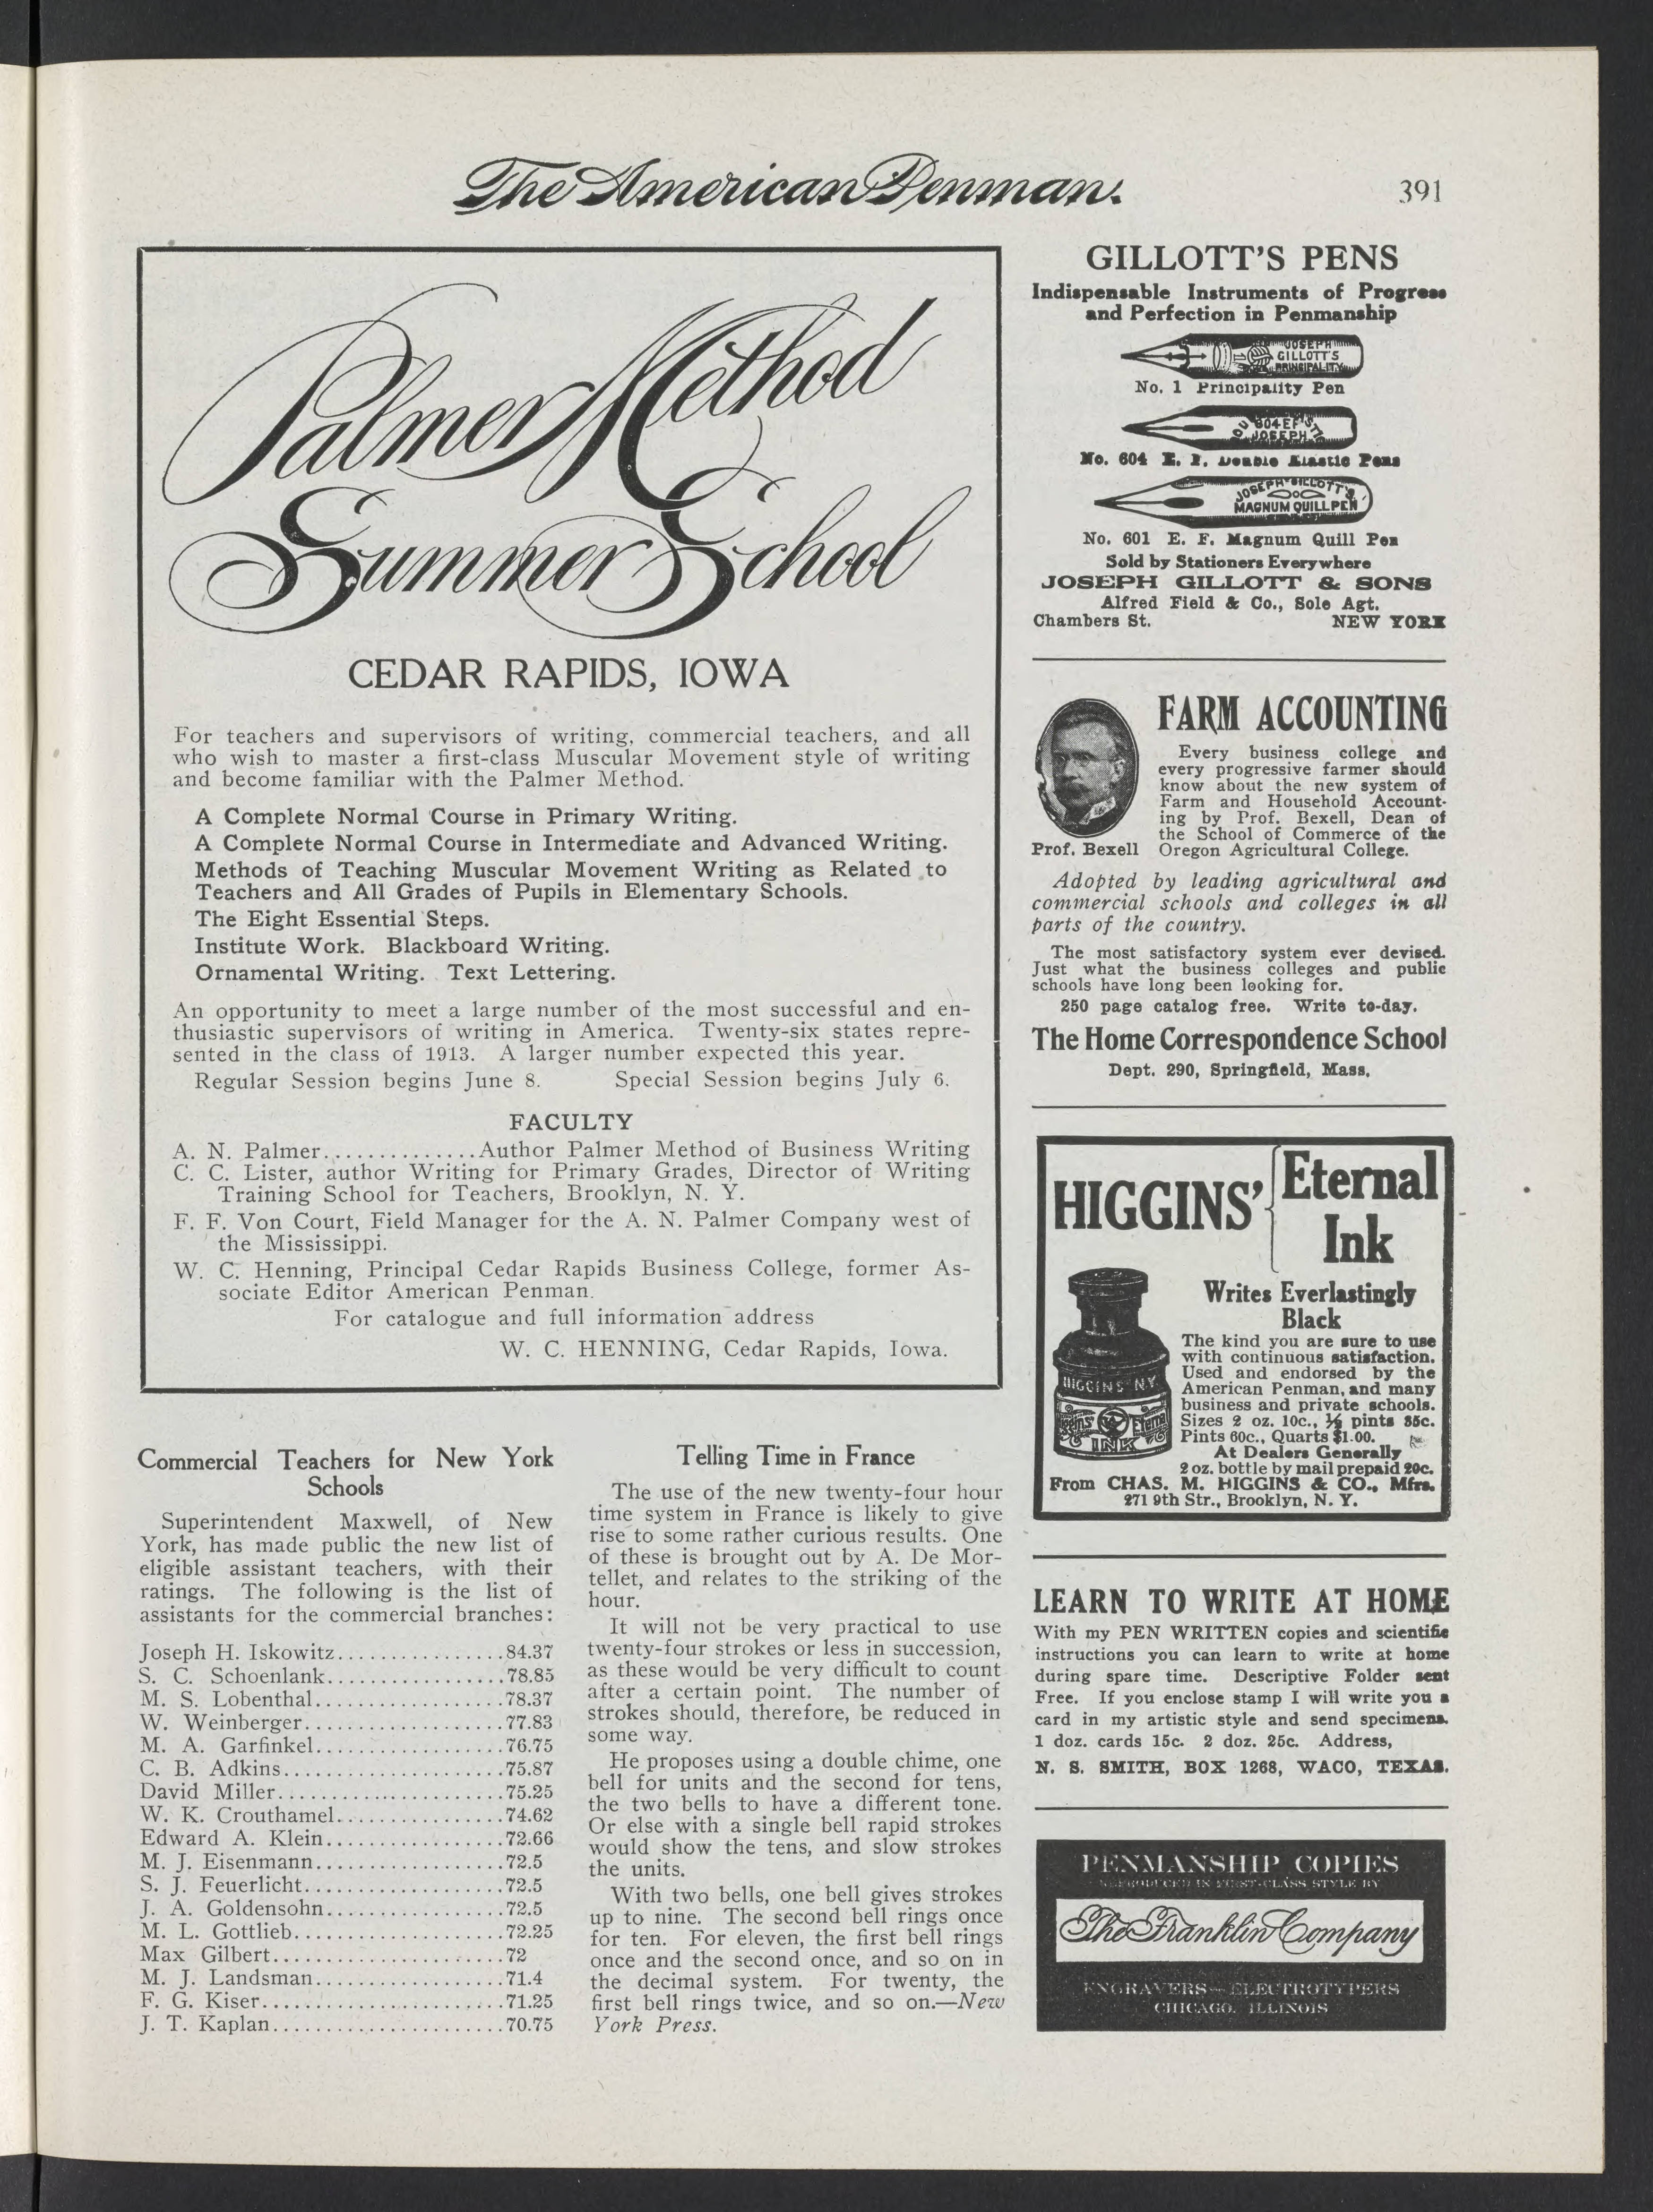 The American Penman.
391
Palmer Method
Summer School
CEDAR RAPIDS, IOWA
For teachers and supervisors of writing, commercial teachers, and all
who wish to master a first-class Muscular Movement style of writing
and become familiar with the Palmer Method.
A Complete Normal Course in Primary Writing.
A Complete Normal Course in Intermediate and Advanced Writing.
Methods of Teaching Muscular Movement Writing as Related to
Teachers and All Grades of Pupils in Elementary Schools.
The Eight Essential Steps.
Institute Work. Blackboard Writing.
Ornamental Writing. Text Lettering.
An opportunity to meet a large number of the most successful and en-
thusiastic supervisors of writing in America. Twenty-six states repre-
sented in the class of 1913. A larger number expected this year.
Regular Session begins June 8. Special Session begins July 6.
FACULTY
A. N. Palmer..............Author Palmer Method of Business Writing
C. C. Lister, author Writing for Primary Grades, Director of Writing
Training School for Teachers, Brooklyn, N. Y.
F. F. Von Court, Field Manager for the A. N. Palmer Company west of
the Mississippi.
W. C. Henning, Principal Cedar Rapids Business College, former As-
sociate Editor American Penman.
For catalogue and full information address
W. C. HENNING, Cedar Rapids, Iowa.
Commercial Teachers for New York
Schools
Superintendent Maxwell, of New
York, has made public the new list of
eligible assistant teachers, with their
ratings. The following is the list of
assistants for the commercial branches:
Joseph H. Iskowitz.................84.37
S. C. Schoenlank..................78.85
M. S. Lobenthal...................78.37
W. Weinberger....................77.83
M. A. Garfinkel...................76.75
C. B. Adkins......................75.87
David Miller.......................75.25
W. K. Crouthamel.................74.62
Edward A. Klein..................72.66
M. J. Eisenmann...................72.5
S. J. Feuerlicht....................72.5
J. A. Goldensohn..................72.5
M. L. Gottlieb.....................72.25
Max Gilbert.......................72
M. J. Landsman...................71.4
F. G. Kiser........................71.25
J. T. Kaplan.......................70.75
Telling Time in France
The use of the new twenty-four hour
time system in France is likely to give
rise to some rather curious results. One
of these is brought out by A. De Mor-
tellet, and relates to the striking of the
hour.
It will not be very practical to use
twenty-four strokes or less in succession,
as these would be very difficult to count
after a certain point. The number of
strokes should, therefore, be reduced in
some way.
He proposes using a double chime, one
bell for units and the second for tens,
the two bells to have a different tone.
Or else with a single bell rapid strokes
would show the tens, and slow strokes
the units.
With two bells, one bell gives strokes
up to nine. The second bell rings once
for ten. For eleven, the first bell rings
once and the second once, and so on in
the decimal system. For twenty, the
first bell rings twice, and so on.—New
York Press.
GILLOTT'S PENS
Indispensable Instruments of Progress
and Perfection in Penmanship
JOSEPH
GILLOTT'S
PRINCIPALITY
No. 1 Principality Pen
604 EF
JOSEPH
No. 604 E. F. Double Elastic Pens
JOSEPH GILLOTT'S
MAGNUM QUILL PEN
No. 601 E. F. Magnum Quill Pen
Sold by Stationers Everywhere
JOSEPH GILLOTT & SONS
Alfred Field & Co., Sole Agt.
Chambers St. NEW YORK
FARM ACCOUNTING
Every business college and
every progressive farmer should
know about the new system of
Farm and Household Account-
ing by Prof. Bexell, Dean of
the School of Commerce of the
Oregon Agricultural College.
Prof. Bexell
Adopted by leading agricultural and
commercial schools and colleges in all
parts of the country.
The most satisfactory system ever devised.
Just what the business colleges and public
schools have long been looking for.
250 page catalog free. Write to-day.
The Home Correspondence School
Dept. 290, Springfield, Mass.
HIGGINS' Eternal
Ink
Writes Everlastingly
Black
The kind you are sure to use
with continuous satisfaction.
Used and endorsed by the
American Penman, and many
business and private schools.
Sizes 2 oz. 10c., ½ pints 35c.
Pints 60c., Quarts $1.00.
HIGGINS' N.Y.
Higgins' Eternal
INK
At Dealers Generally
2 oz. bottle by mail prepaid 20c.
From CHAS. M. HIGGINS & CO., Mfrs.
271 9th Str., Brooklyn, N. Y.
LEARN TO WRITE AT HOME
With my PEN WRITTEN copies and scientific
instructions you can learn to write at home
during spare time. Descriptive Folder sent
Free. If you enclose stamp I will write you a
card in my artistic style and send specimens.
1 doz. cards 15c. 2 doz. 25c. Address,
N. S. SMITH, BOX 1268, WACO, TEXAS.
PENMANSHIP COPIES
REPRODUCED IN FIRST-CLASS STYLE BY
The Franklin Company
ENGRAVERS—ELECTROTYPERS
CHICAGO, ILLINOIS